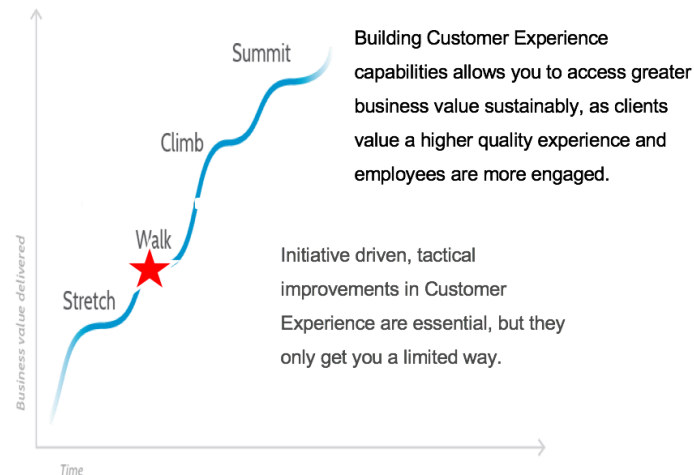 Summit
Building Customer Experience
capabilities allows you to access greater
business value sustainably, as clients
value a higher quality experience and
employees are more engaged.
Climb
Walk
Initiative driven, tactical
improvements in Customer
Experience are essential, but they
only get you a limited way.
Stretch
Business value delivered
Time